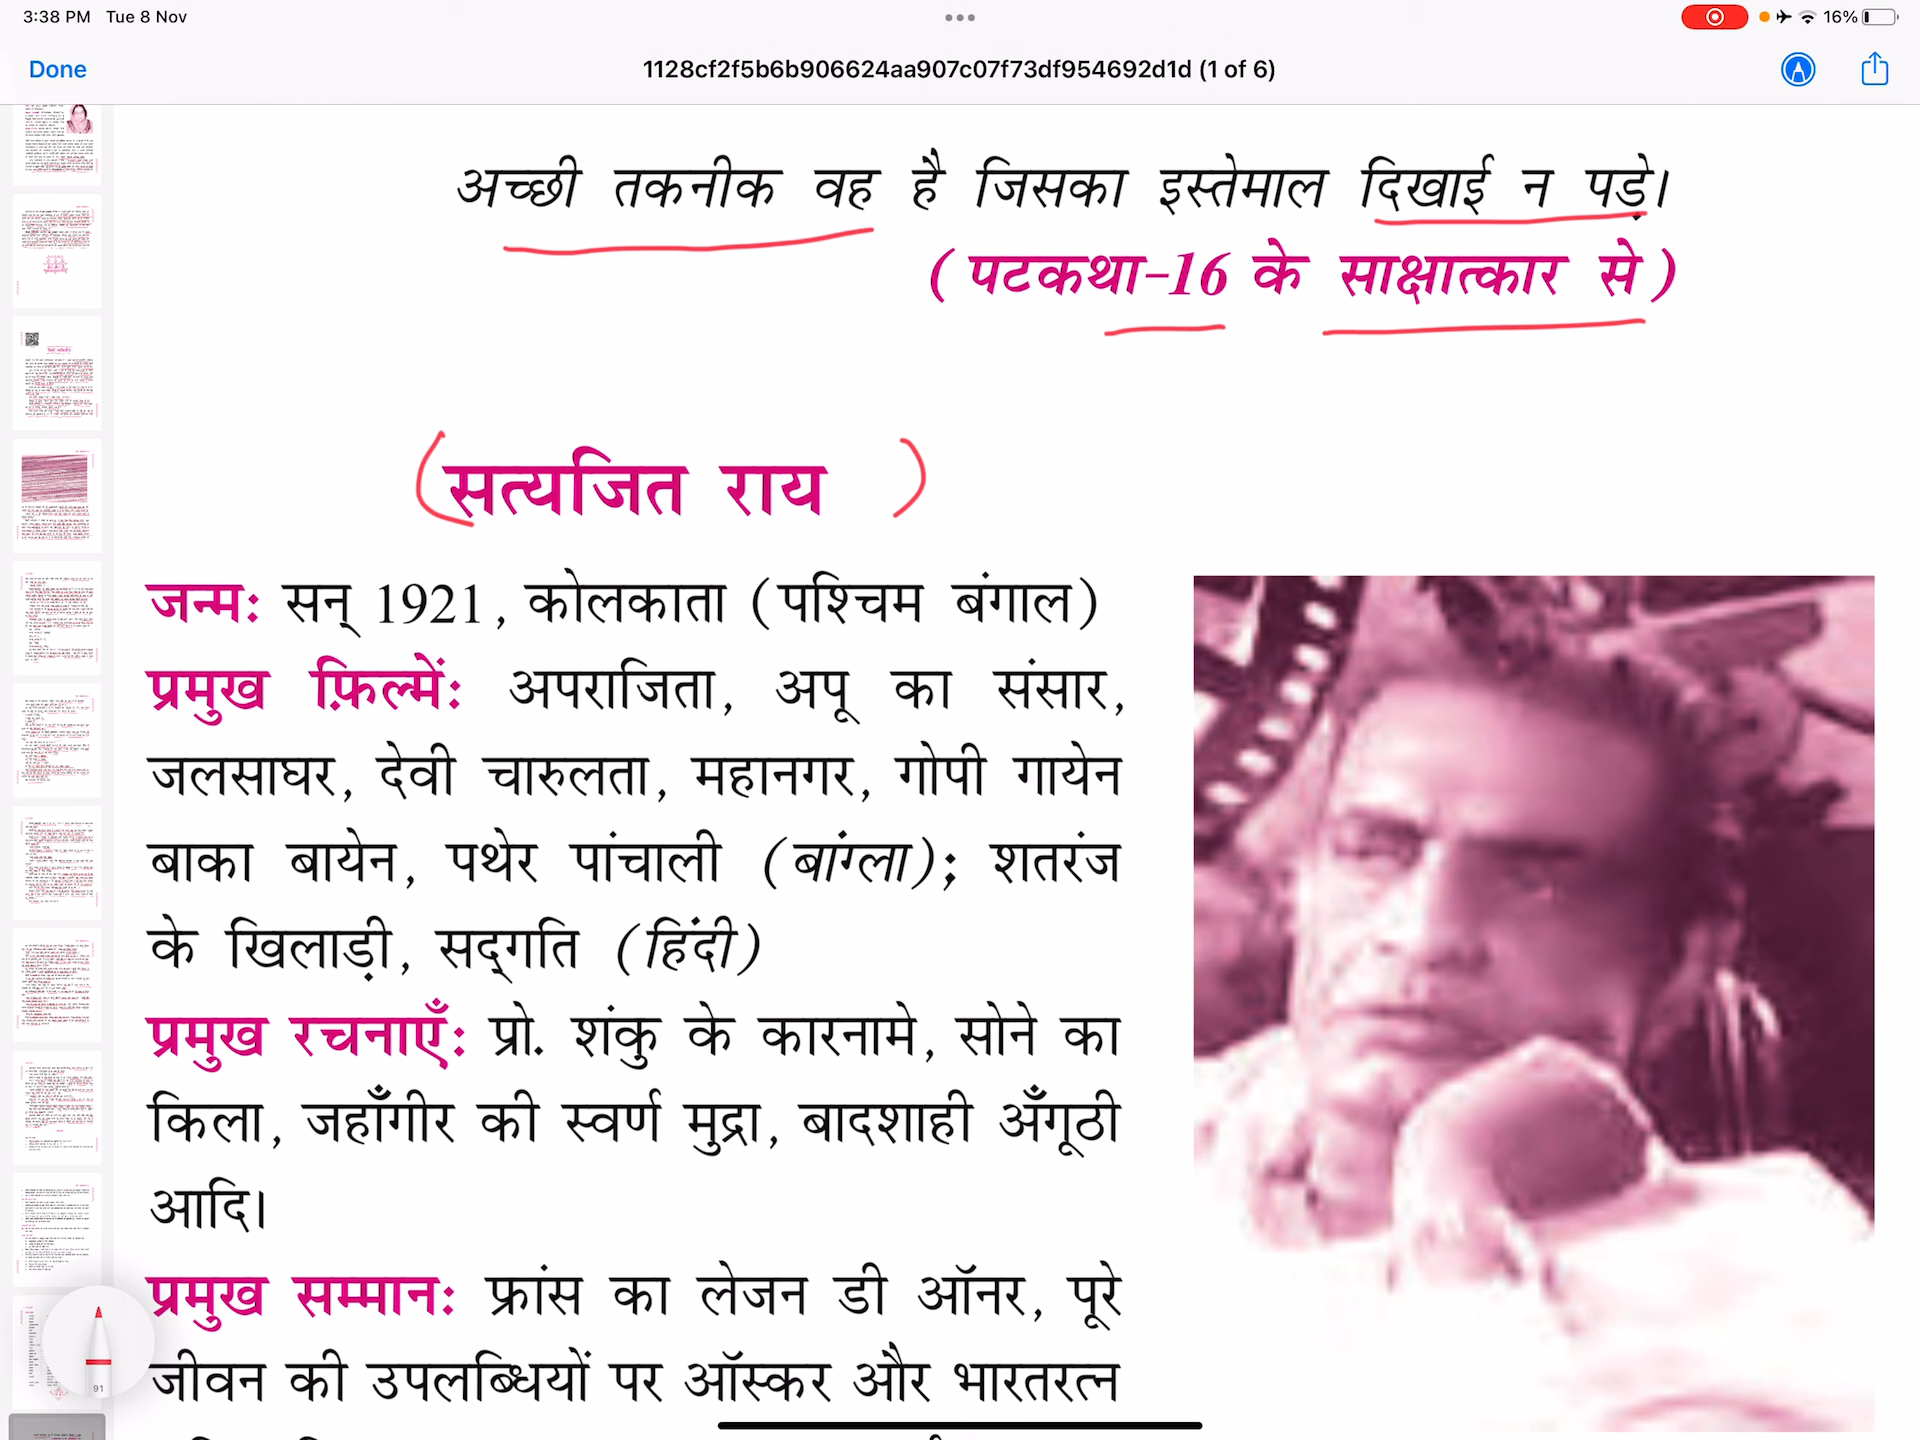 3:38 PM Tue 8 Nov
16%
Done
1128cf2f5b6b906624aa907c07f73df954692d1d (1 of 6)
अच्छी तकनीक वह है जिसका इस्तेमाल दिखाई न पड़े।
(पटकथा-16 के साक्षात्कार से)
सत्यजित राय
जन्म: सन् 1921, कोलकाता (पश्चिम बंगाल)
प्रमुख फ़िल्में: अपराजिता, अपू का संसार,
जलसाघर, देवी चारुलता, महानगर, गोपी गायेन
बाका बायेन, पथेर पांचाली (बांग्ला); शतरंज
के खिलाड़ी, सद्गति (हिंदी)
प्रमुख रचनाएँ: प्रो. शंकु के कारनामे, सोने का
किला, जहाँगीर की स्वर्ण मुद्रा, बादशाही अँगूठी
आदि।
प्रमुख सम्मान: फ्रांस का लेजन डी ऑनर, पूरे
जीवन की उपलब्धियों पर ऑस्कर और भारतरत्न
91